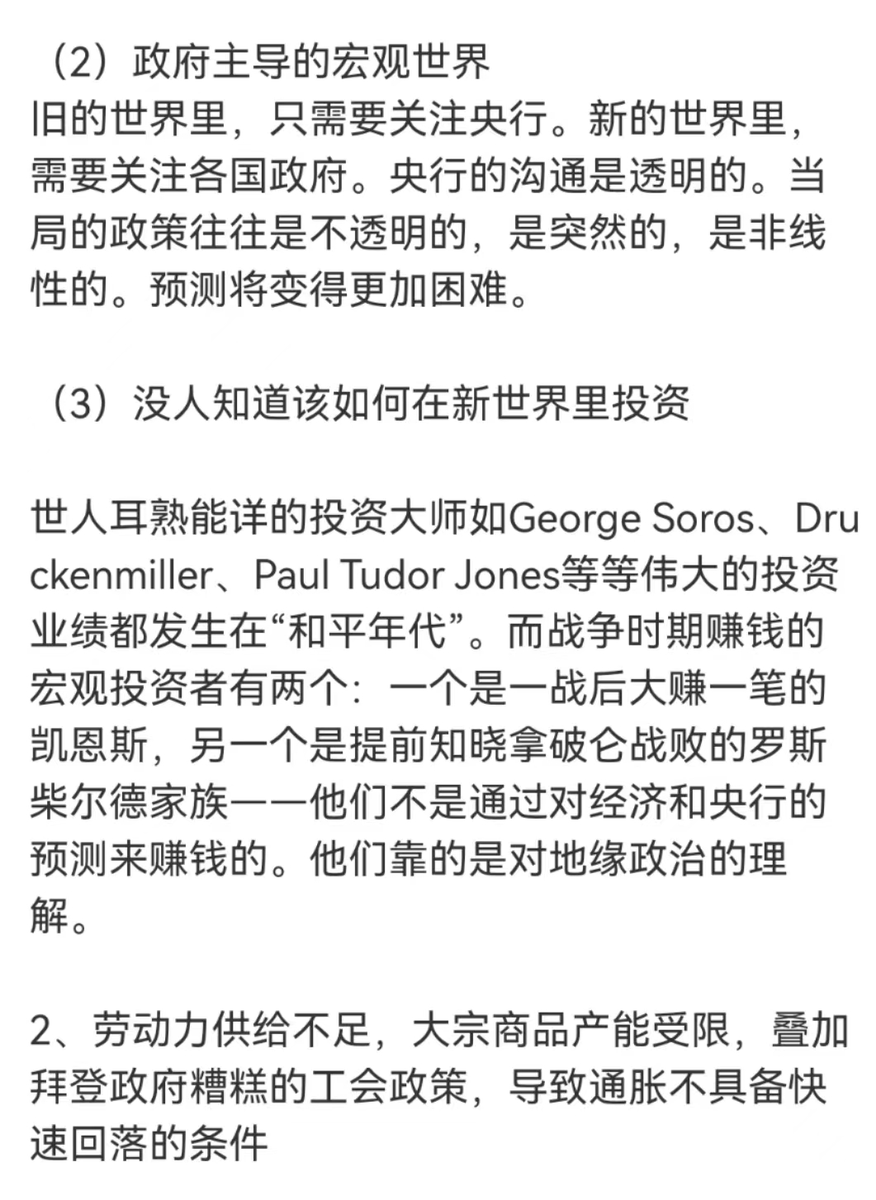 （2）政府主导的宏观世界
旧的世界里，只需要关注央行。新的世界里，
需要关注各国政府。央行的沟通是透明的。当
局的政策往往是不透明的，是突然的，是非线
性的。预测将变得更加困难。
（3）没人知道该如何在新世界里投资
世人耳熟能详的投资大师如George Soros、Dru
ckenmiller、Paul Tudor Jones等等伟大的投资
业绩都发生在“和平年代”。而战争时期赚钱的
宏观投资者有两个：一个是一战后大赚一笔的
凯恩斯，另一个是提前知晓拿破仑战败的罗斯
柴尔德家族——他们不是通过对经济和央行的
预测来赚钱的。他们靠的是对地缘政治的理
解。
2、劳动力供给不足，大宗商品产能受限，叠加
拜登政府糟糕的工会政策，导致通胀不具备快
速回落的条件